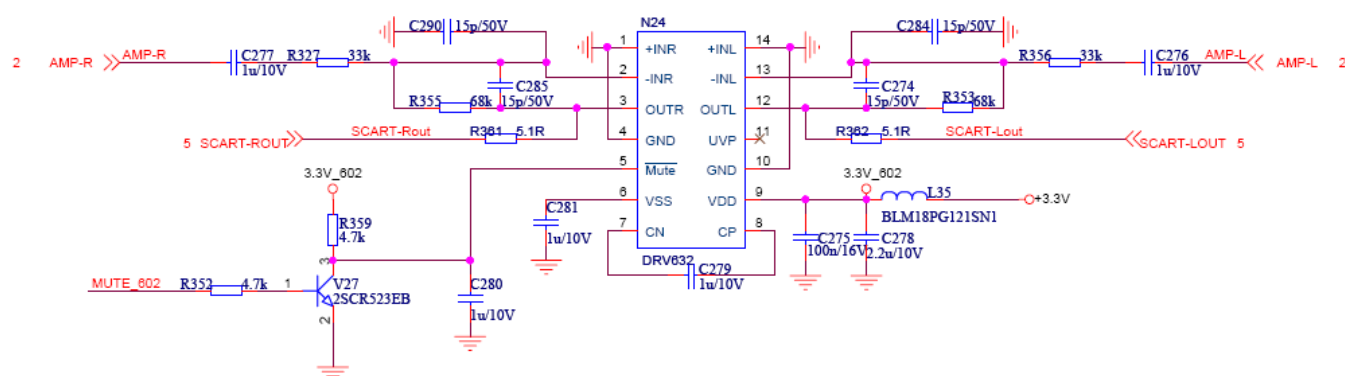 C290 15p/50V
N24
C284 15p/50V
1 +INR +INL 14
2 AMP-R AMP-R C277 1u/10V R327 33k
R356 33k C276 1u/10V AMP-L AMP-L 2
2 -INR -INL 13
C285 15p/50V
C274 15p/50V
R355 68k
3 OUTR OUTL 12
R353 68k
5 SCART-ROUT SCART-Rout R361 5.1R
4 GND UVP 11
R362 5.1R SCART-Lout SCART-LOUT 5
5 Mute GND 10
3.3V_602
6 VSS VDD 9
3.3V_602
L35
+3.3V
BLM18PG121SN1
C281
1u/10V
7 CN CP 8
R359
4.7k
C275
100n/16V
C278
2.2u/10V
DRV632
C279
1u/10V
3
MUTE_602 R352 4.7k 1
V27
2SCR523EB
C280
1u/10V
2